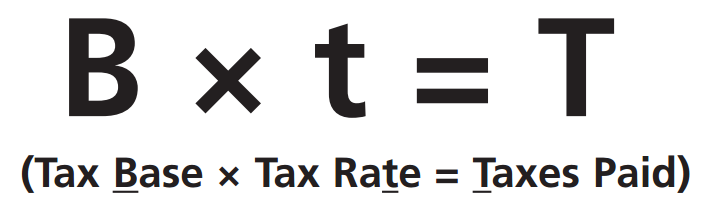 B × t = T
(Tax Base × Tax Rate = Taxes Paid)